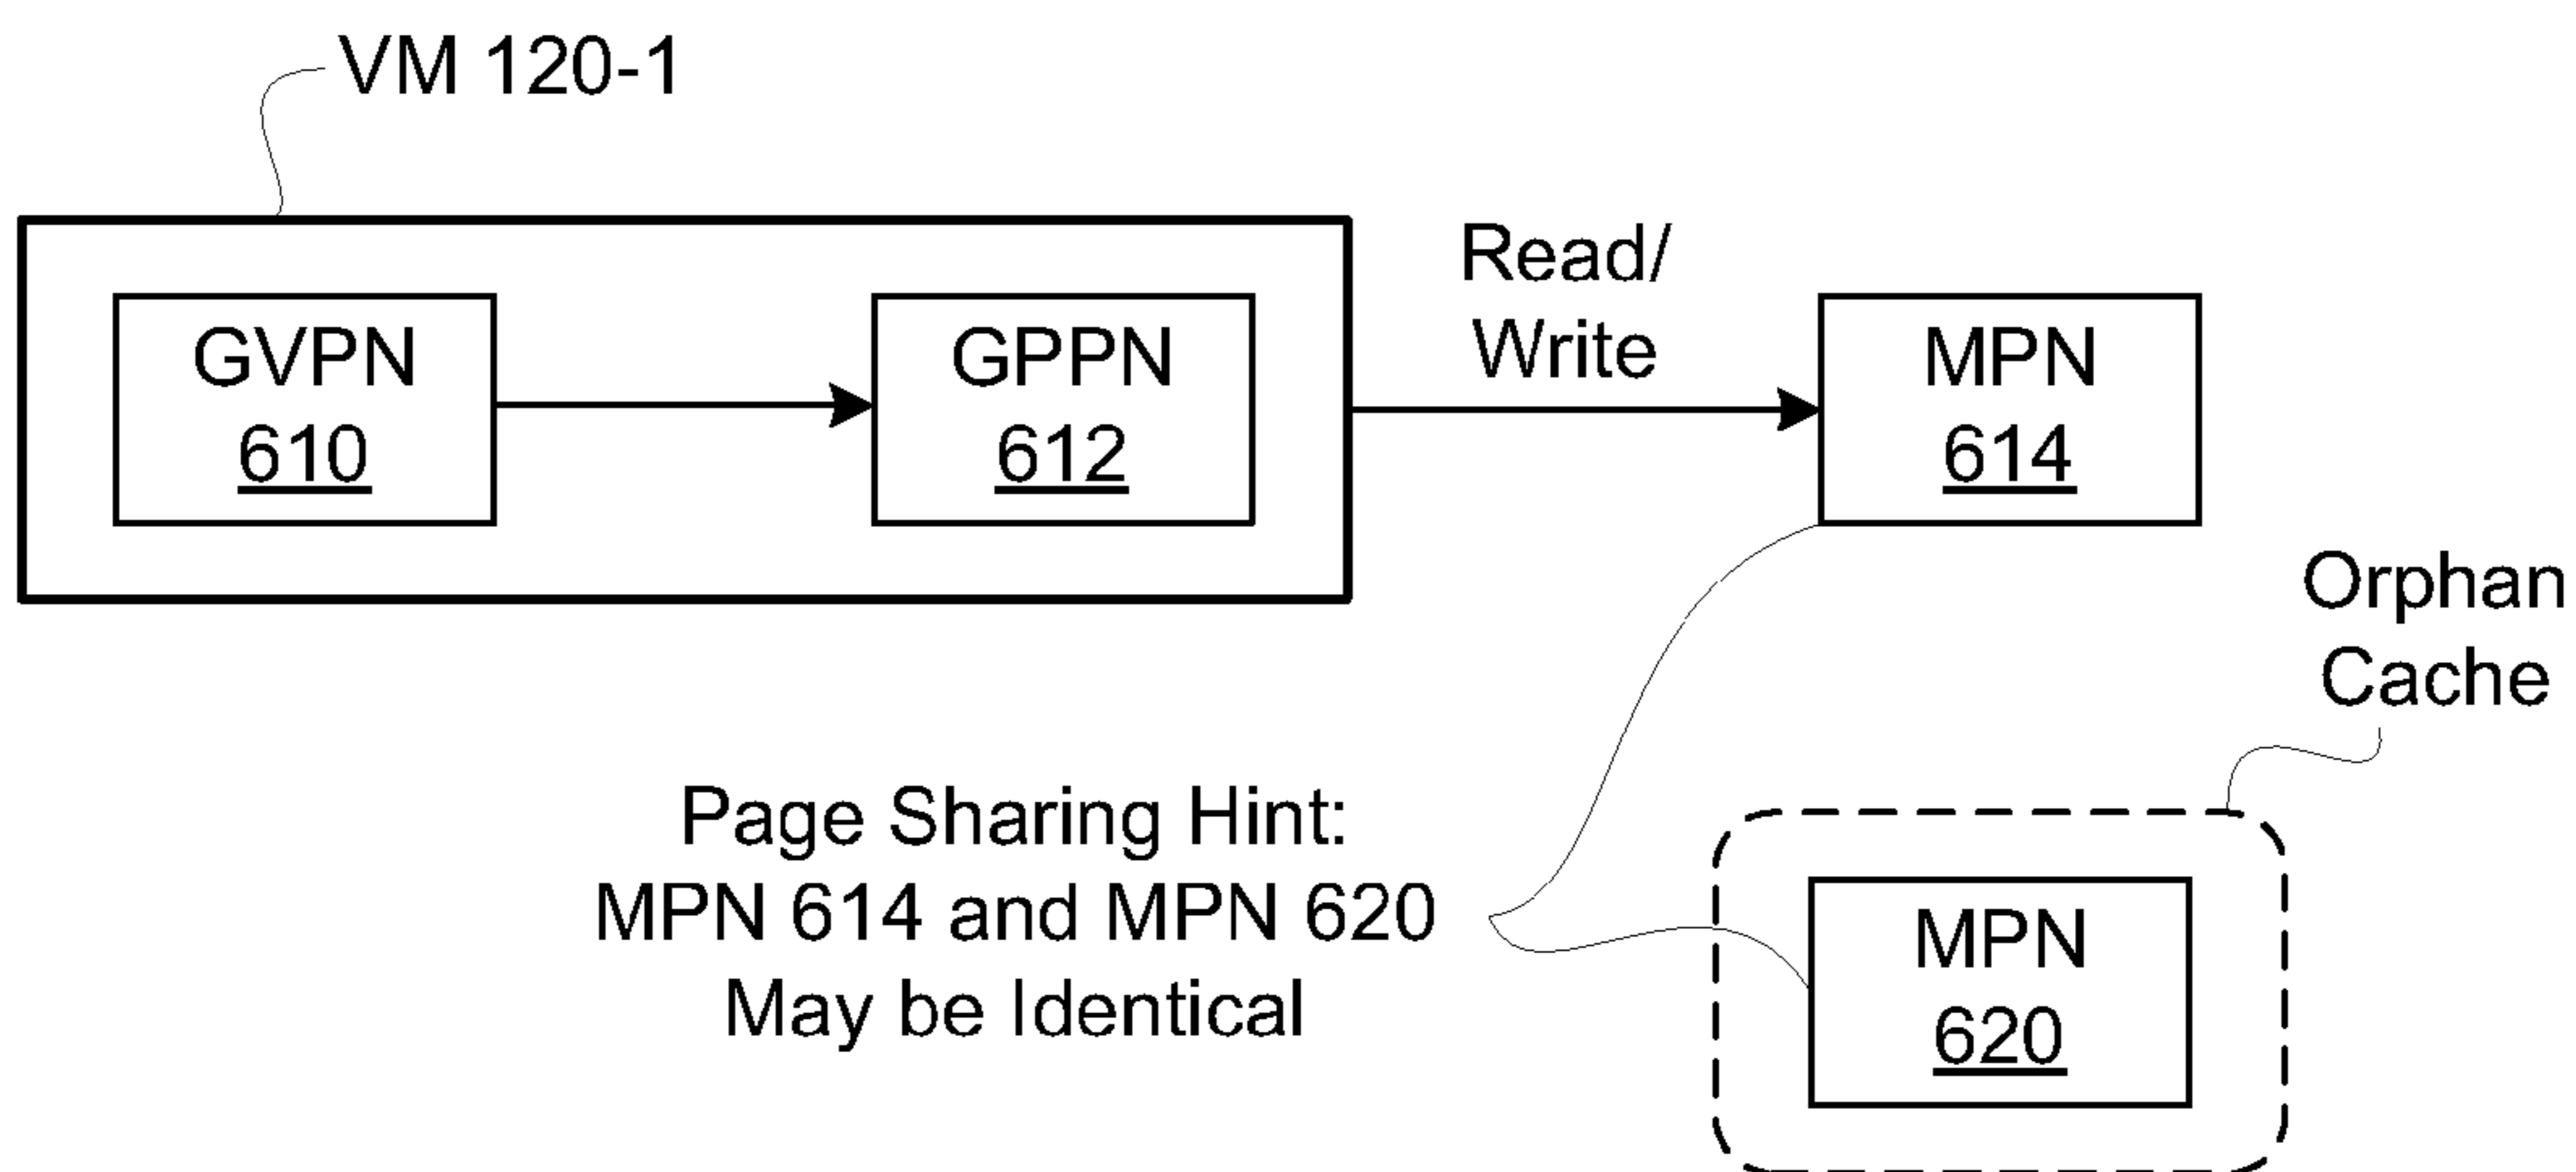 VM 120-1
GVPN
610
GPPN
612
Read/
Write
MPN
614
Orphan
Cache
Page Sharing Hint:
MPN 614 and MPN 620
May be Identical
MPN
620